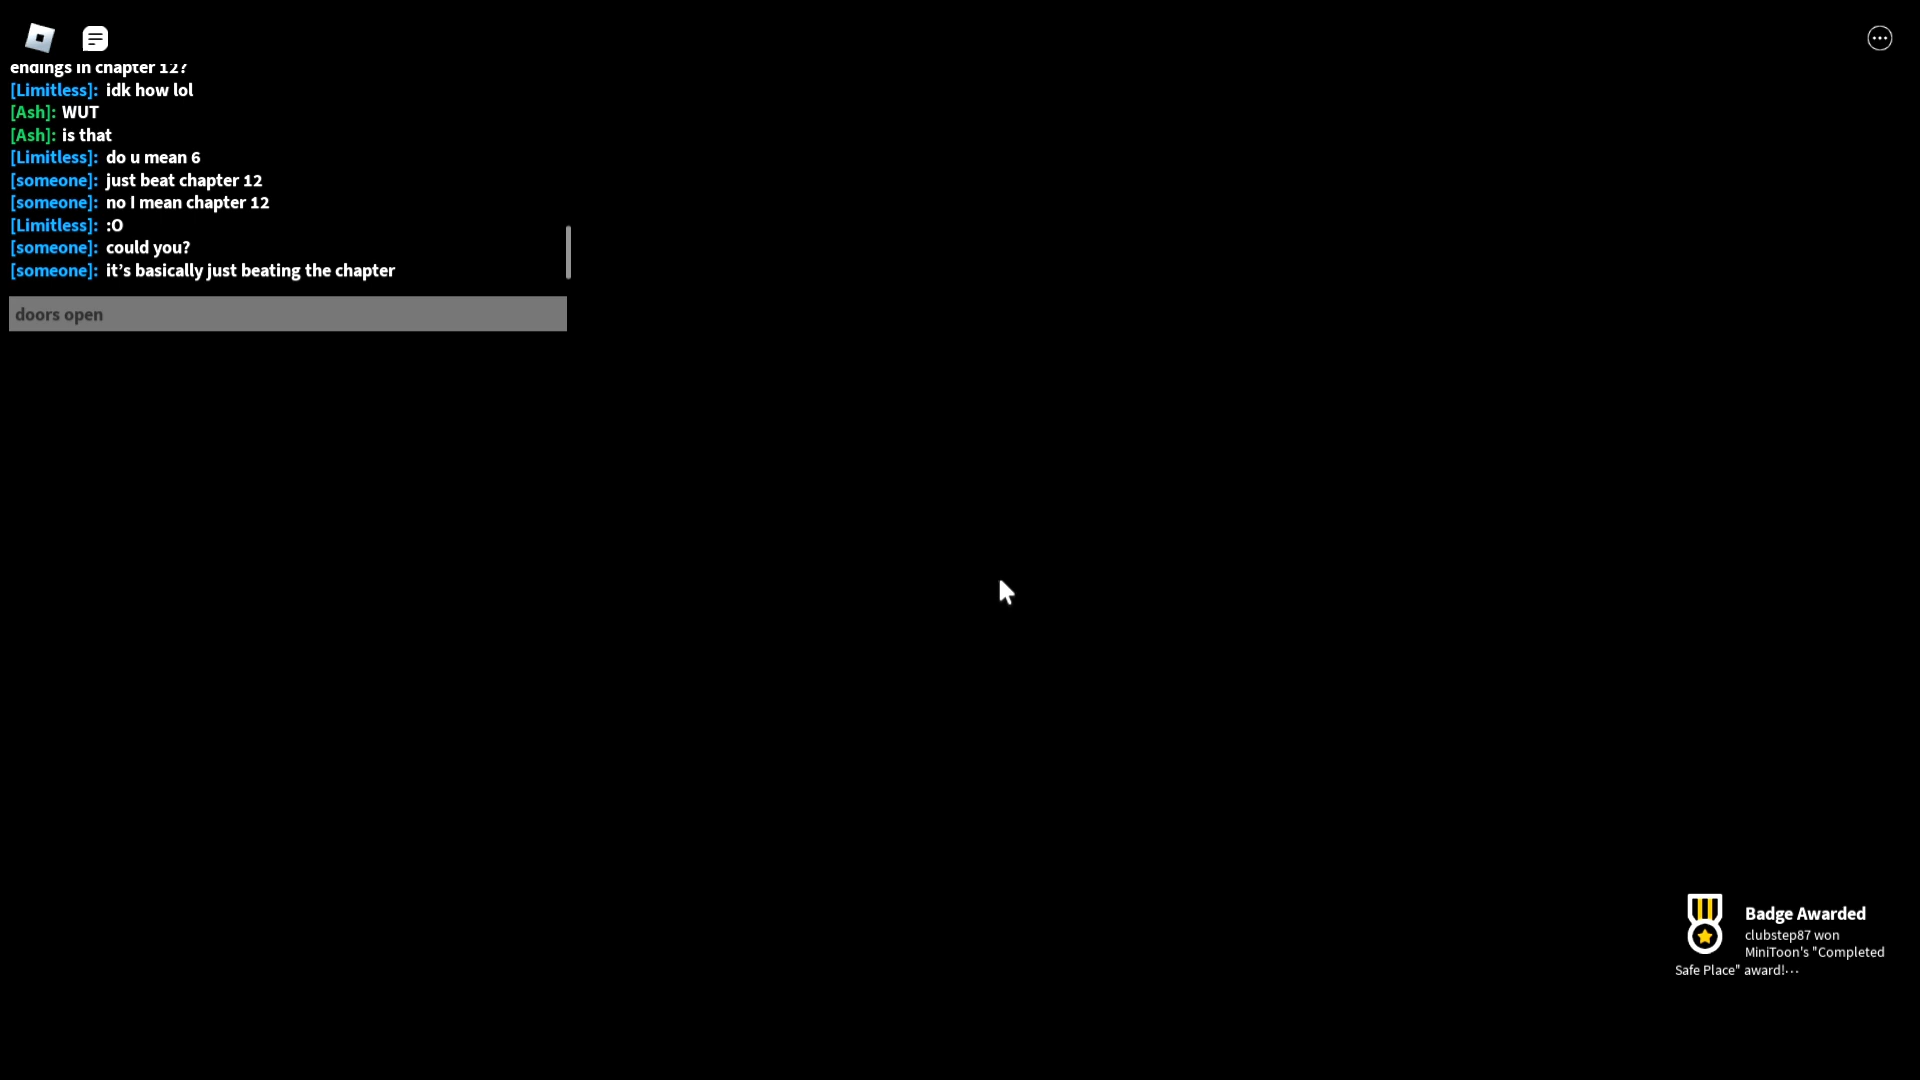 endings in chapter 12?
[Limitless]: idk how lol
[Ash]: WUT
[Ash]: is that
[Limitless]: do u mean 6
[someone]: just beat chapter 12
[someone]: no I mean chapter 12
[Limitless]: :O
[someone]: could you?
[someone]: it’s basically just beating the chapter
doors open
Badge Awarded
clubstep87 won
MiniToon's "Completed
Safe Place" award!...